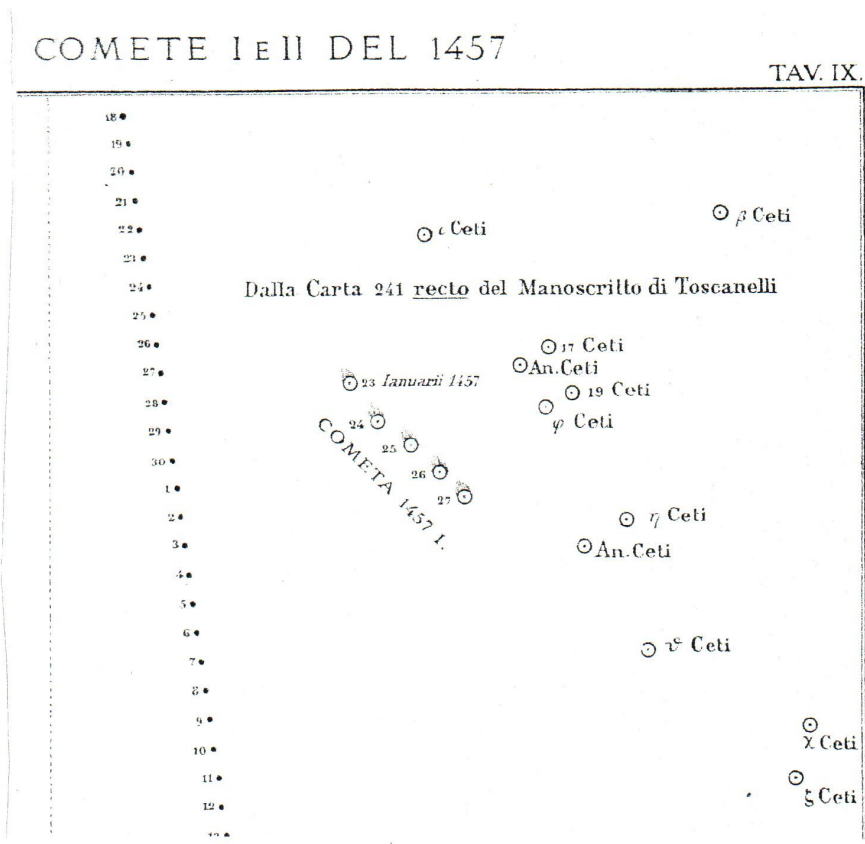 COMETE I E II DEL 1457
TAV. IX.
18
19
20
21
β Ceti
22
ι Ceti
23
24
Dalla Carta 241 recto del Manoscritto di Toscanelli
25
26
17 Ceti
An. Ceti
27
23 Ianuarii 1457
19 Ceti
28
φ Ceti
24
29
25
30
26
COMETA 1457 I.
1
27
2
η Ceti
3
An. Ceti
4
5
6
ϑ Ceti
7
8
9
χ Ceti
10
11
ζ Ceti
12